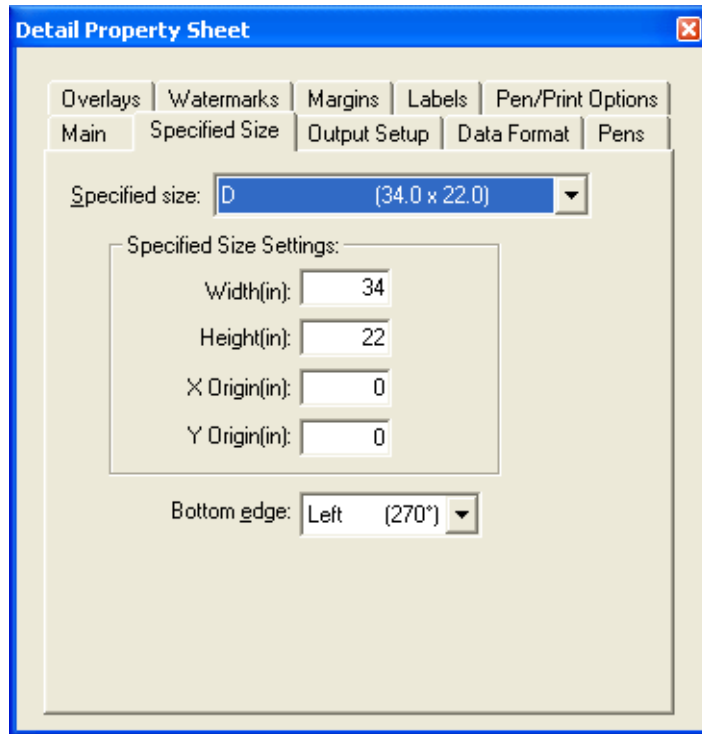 Detail Property Sheet
Overlays Watermarks Margins Labels Pen/Print Options
Main Specified Size Output Setup Data Format Pens
Specified size: D (34.0 x 22.0)
Specified Size Settings:
Width(in): 34
Height(in): 22
X Origin(in): 0
Y Origin(in): 0
Bottom edge: Left (270°)